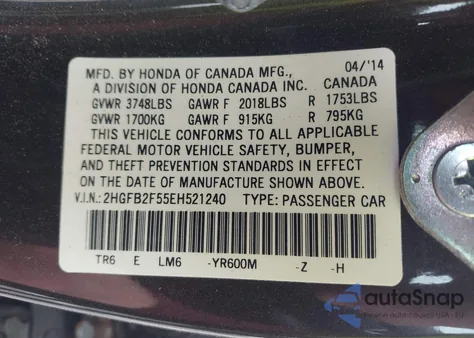 04/'14
MFD. BY HONDA OF CANADA MFG.,
A DIVISION OF HONDA CANADA INC. CANADA
GVWR 3748LBS GAWR F 2018LBS R 1753LBS
GVWR 1700KG GAWR F 915KG R 795KG
THIS VEHICLE CONFORMS TO ALL APPLICABLE
FEDERAL MOTOR VEHICLE SAFETY, BUMPER,
AND THEFT PREVENTION STANDARDS IN EFFECT
ON THE DATE OF MANUFACTURE SHOWN ABOVE.
V.I.N.: 2HGFB2F55EH521240 TYPE: PASSENGER CAR
TR6 E LM6 -YR600M -Z -H
autoSnap